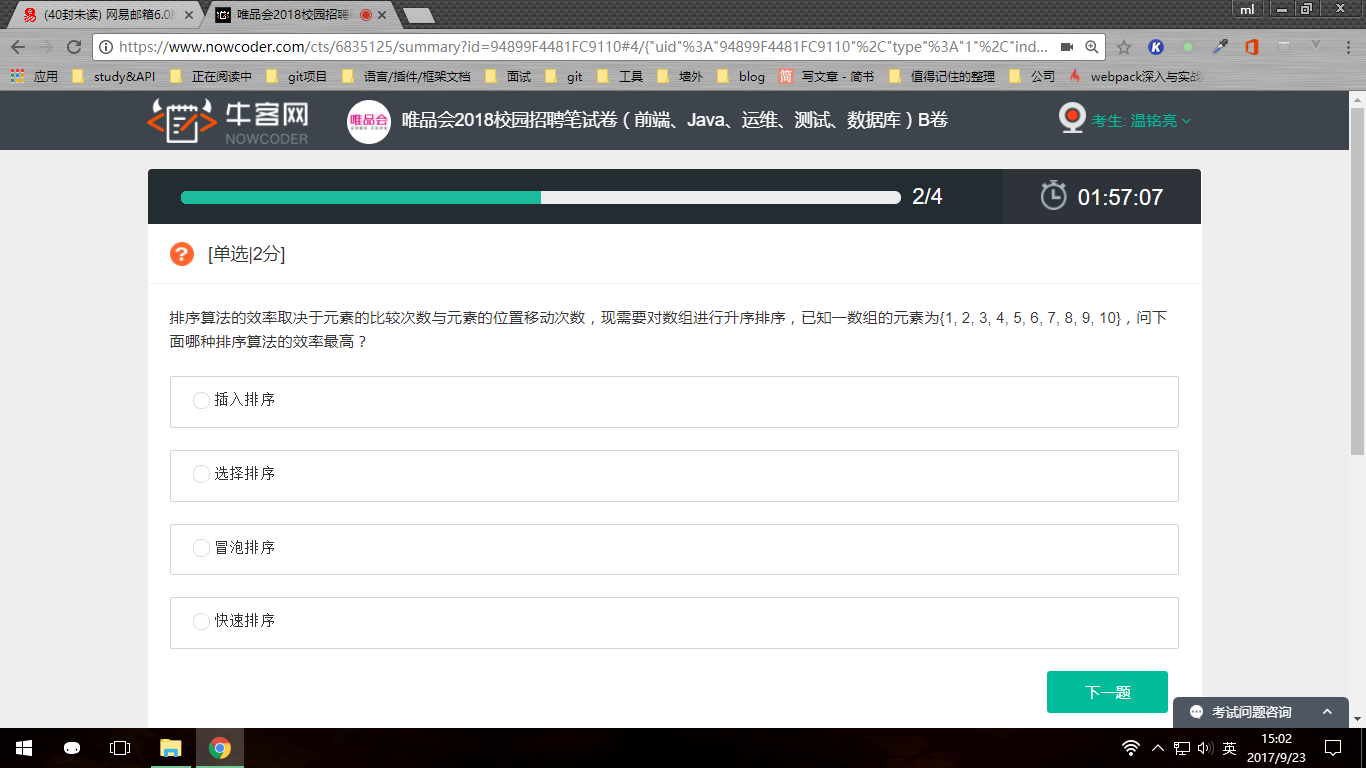 (40封未读) 网易邮箱6.0版
唯品会2018校园招聘
ml
https://www.nowcoder.com/cts/6835125/summary?id=94899F4481FC9110#4/{"uid"%3A"94899F4481FC9110"%2C"type"%3A"1"%2C"ind...
应用 study&API 正在阅读中 git项目 语言/插件/框架文档 面试 git 工具 墙外 blog 简 写文章 - 简书 值得记住的整理 公司 webpack深入与实战
牛客网
NOWCODER
唯品会
唯品会2018校园招聘笔试卷（前端、Java、运维、测试、数据库）B卷
考生: 温铭亮
2/4
01:57:07
? [单选|2分]
排序算法的效率取决于元素的比较次数与元素的位置移动次数，现需要对数组进行升序排序，已知一数组的元素为{1, 2, 3, 4, 5, 6, 7, 8, 9, 10}，问下
面哪种排序算法的效率最高？
插入排序
选择排序
冒泡排序
快速排序
下一题
考试问题咨询
英
15:02
2017/9/23